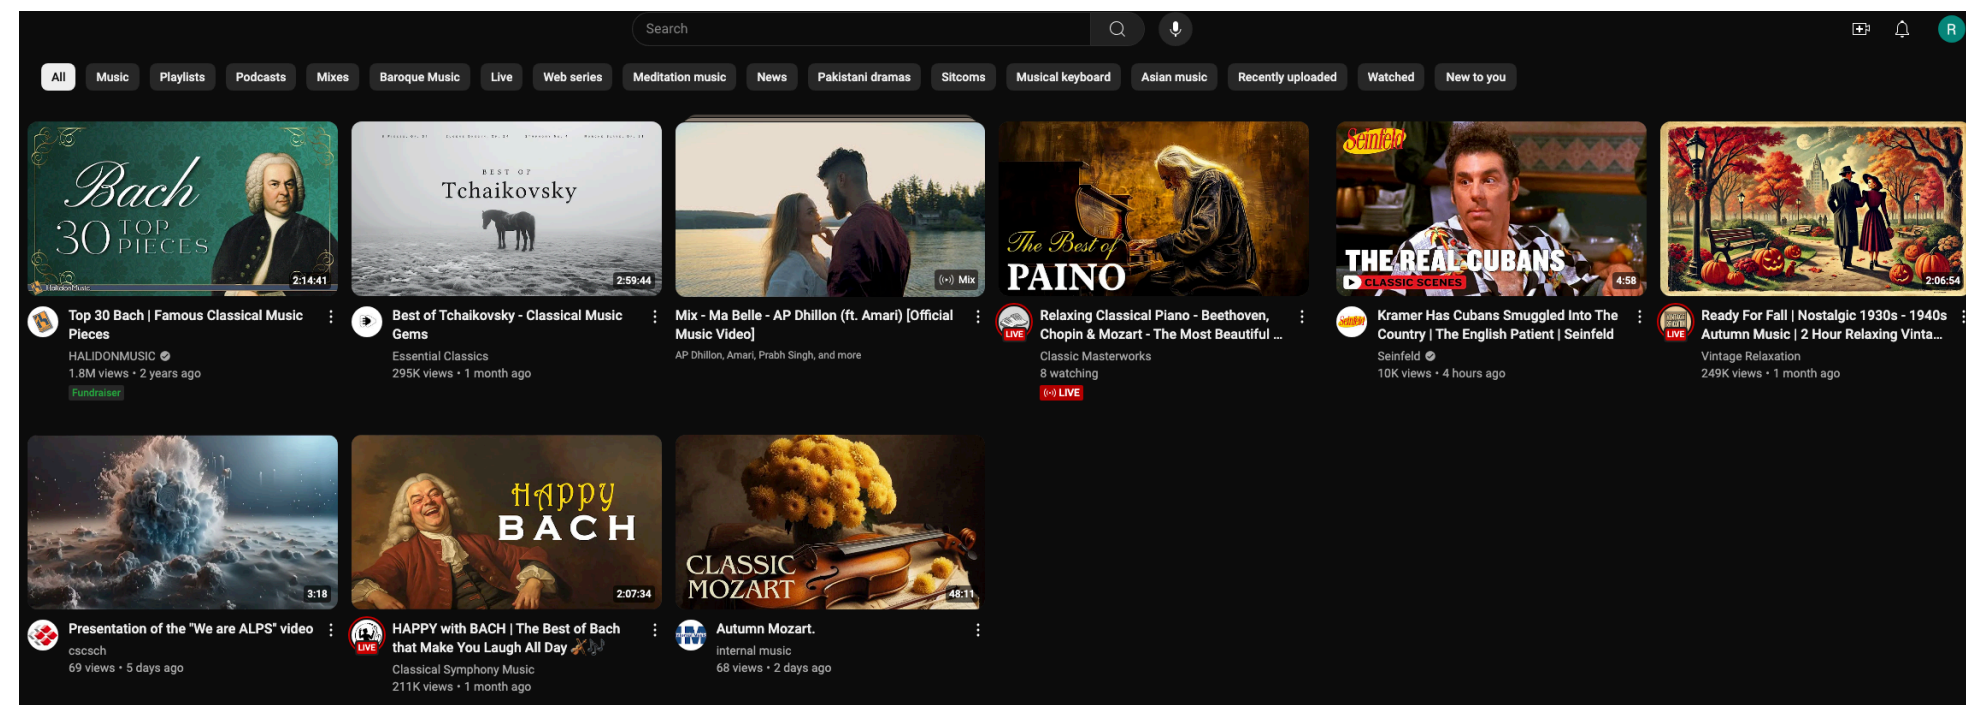 Search
R
All
Music
Playlists
Podcasts
Mixes
Baroque Music
Live
Web series
Meditation music
News
Pakistani dramas
Sitcoms
Musical keyboard
Asian music
Recently uploaded
Watched
New to you
Bach
30 TOP
PIECES
HalidonMusic
2:14:41
Top 30 Bach | Famous Classical Music
Pieces
HALIDONMUSIC
1.8M views • 2 years ago
Fundraiser
BEST OF
Tchaikovsky
2:59:44
Best of Tchaikovsky - Classical Music
Gems
Essential Classics
295K views • 1 month ago
Mix
Mix - Ma Belle - AP Dhillon (ft. Amari) [Official
Music Video]
AP Dhillon, Amari, Prabh Singh, and more
The Best of
PAINO
LIVE
Relaxing Classical Piano - Beethoven,
Chopin & Mozart - The Most Beautiful ...
Classic Masterworks
8 watching
LIVE
Seinfeld
THE REAL CUBANS
CLASSIC SCENES
4:58
Seinfeld
Kramer Has Cubans Smuggled Into The
Country | The English Patient | Seinfeld
Seinfeld
10K views • 4 hours ago
2:06:54
LIVE
Ready For Fall | Nostalgic 1930s - 1940s
Autumn Music | 2 Hour Relaxing Vinta...
Vintage Relaxation
249K views • 1 month ago
3:18
Presentation of the "We are ALPS" video
cscsch
69 views • 5 days ago
HAPPY
BACH
2:07:34
LIVE
HAPPY with BACH | The Best of Bach
that Make You Laugh All Day 🎻🎶
Classical Symphony Music
211K views • 1 month ago
CLASSIC
MOZART
48:11
Autumn Mozart.
internal music
68 views • 2 days ago